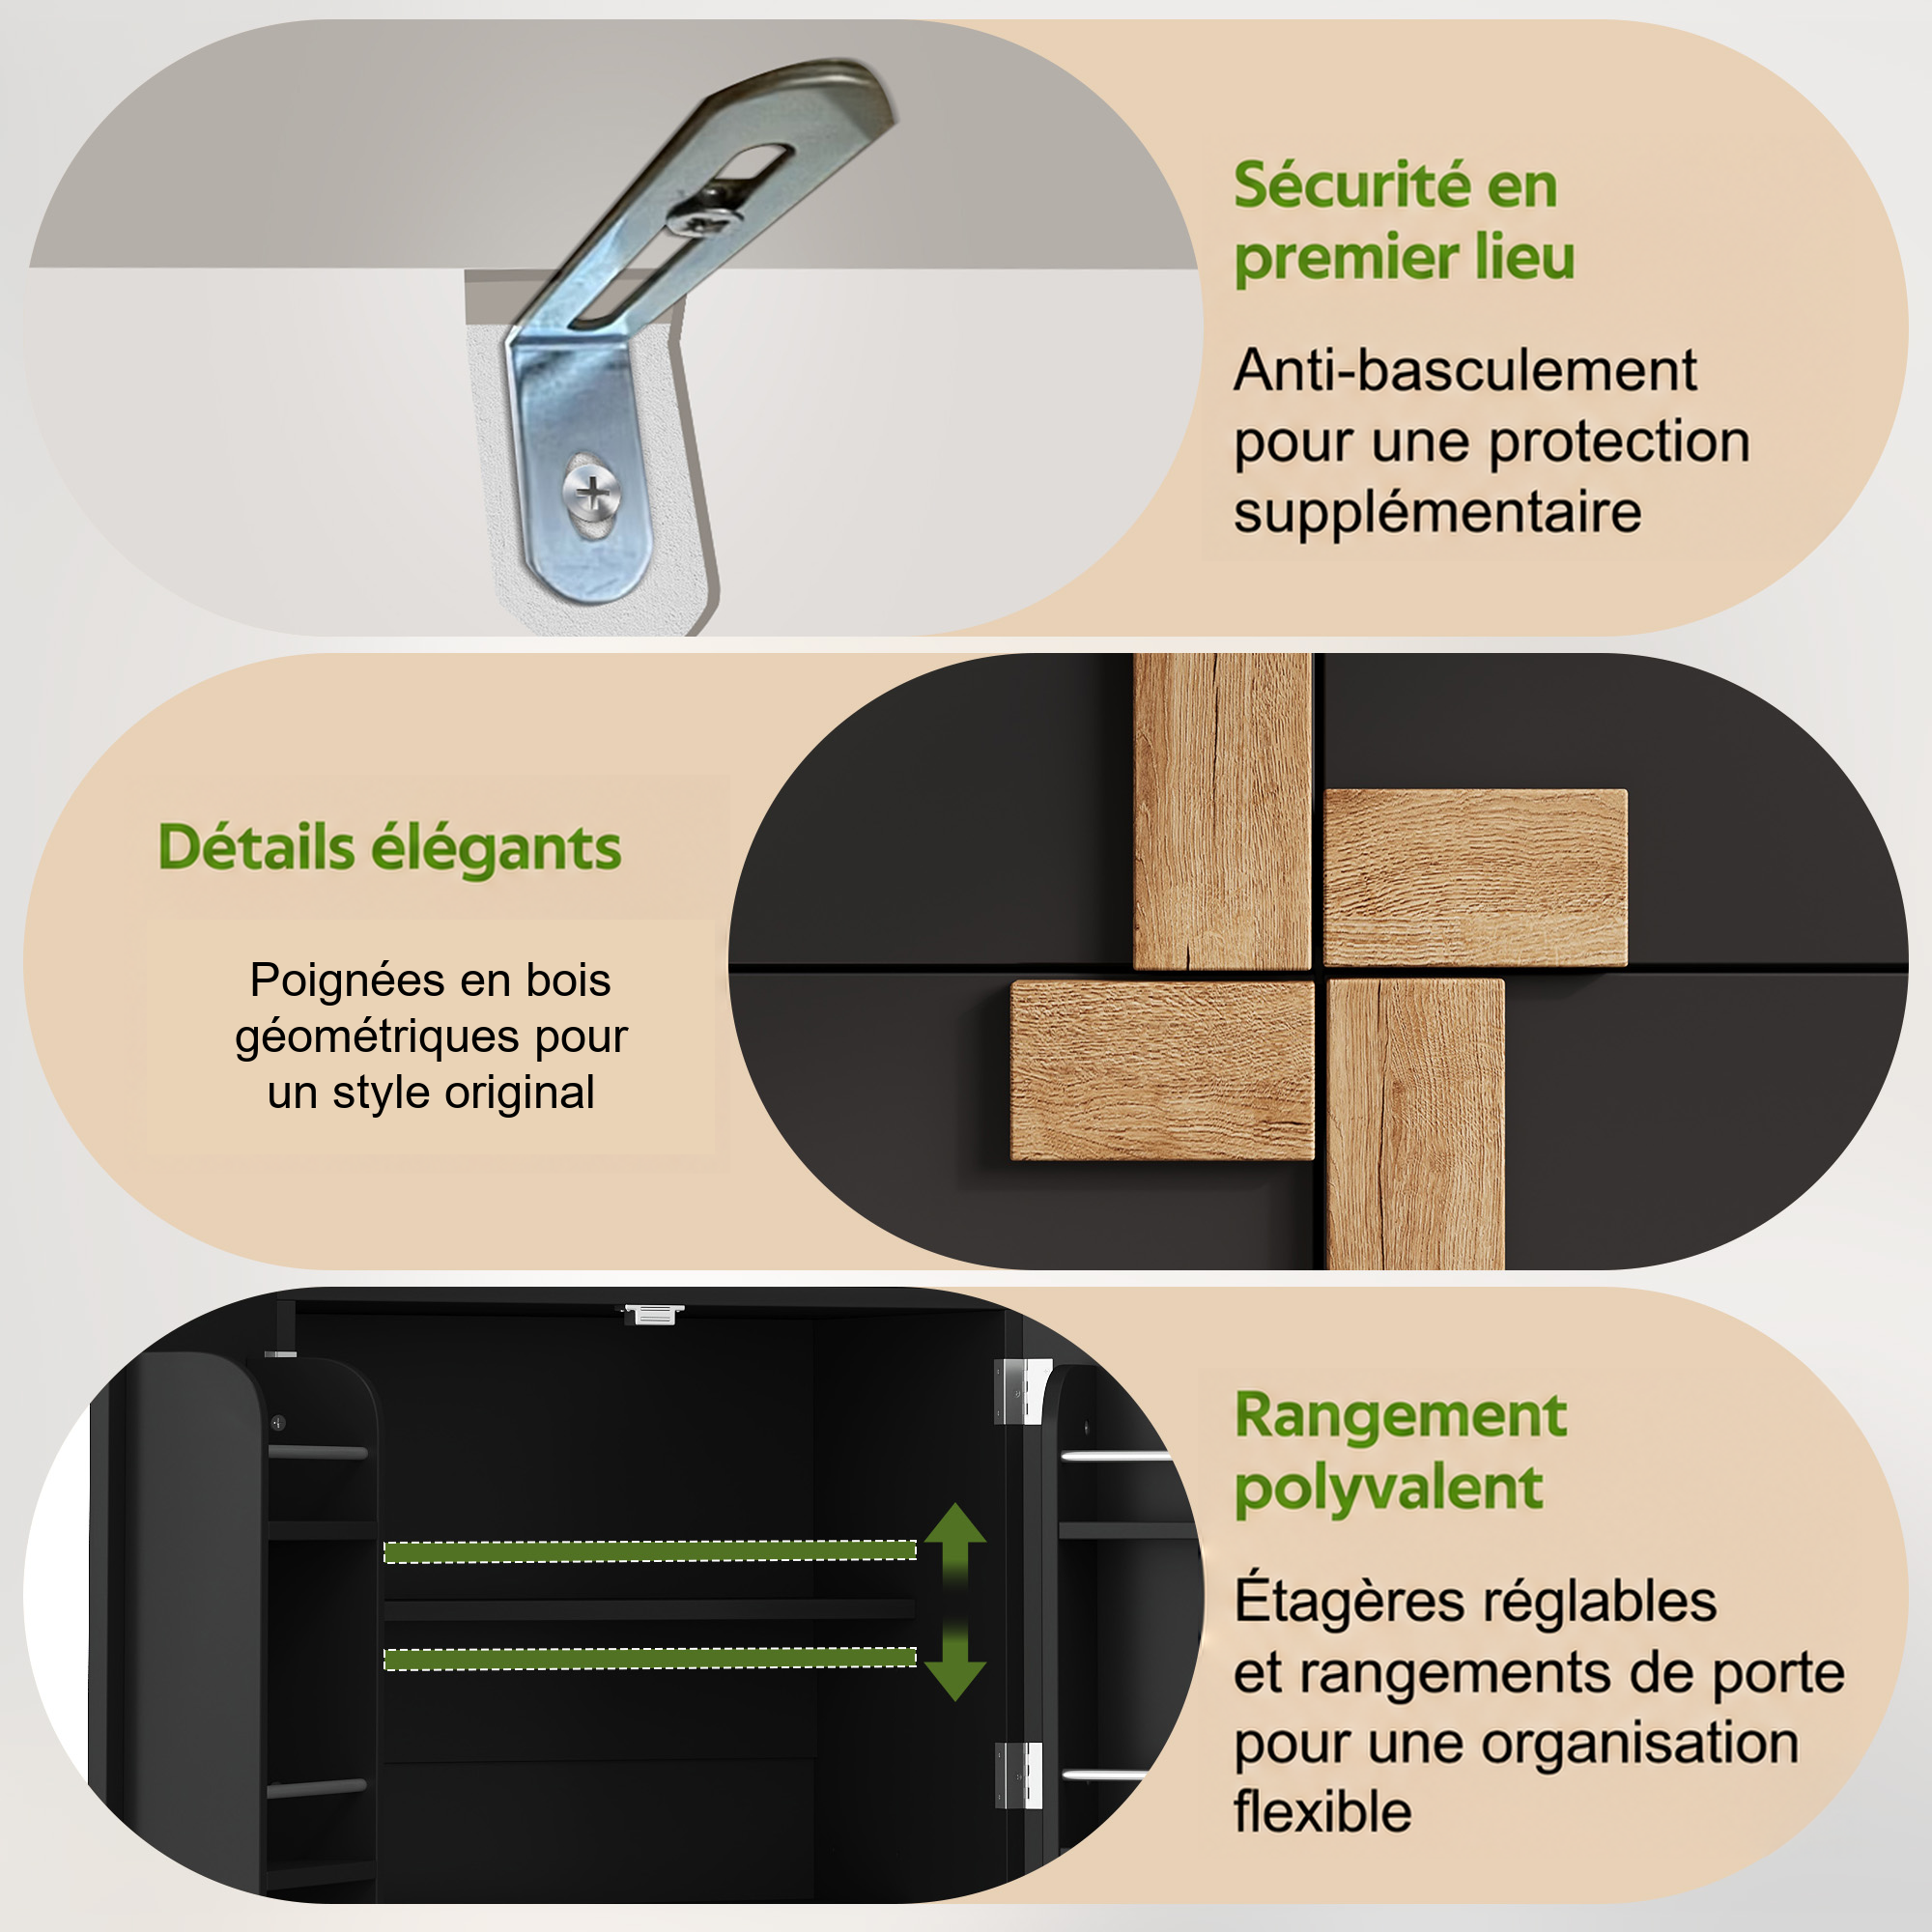 Sécurité en
premier lieu
Anti-basculement
pour une protection
supplémentaire
Détails élégants
Poignées en bois
géométriques pour
un style original
Rangement
polyvalent
Étagères réglables
et rangements de porte
pour une organisation
flexible